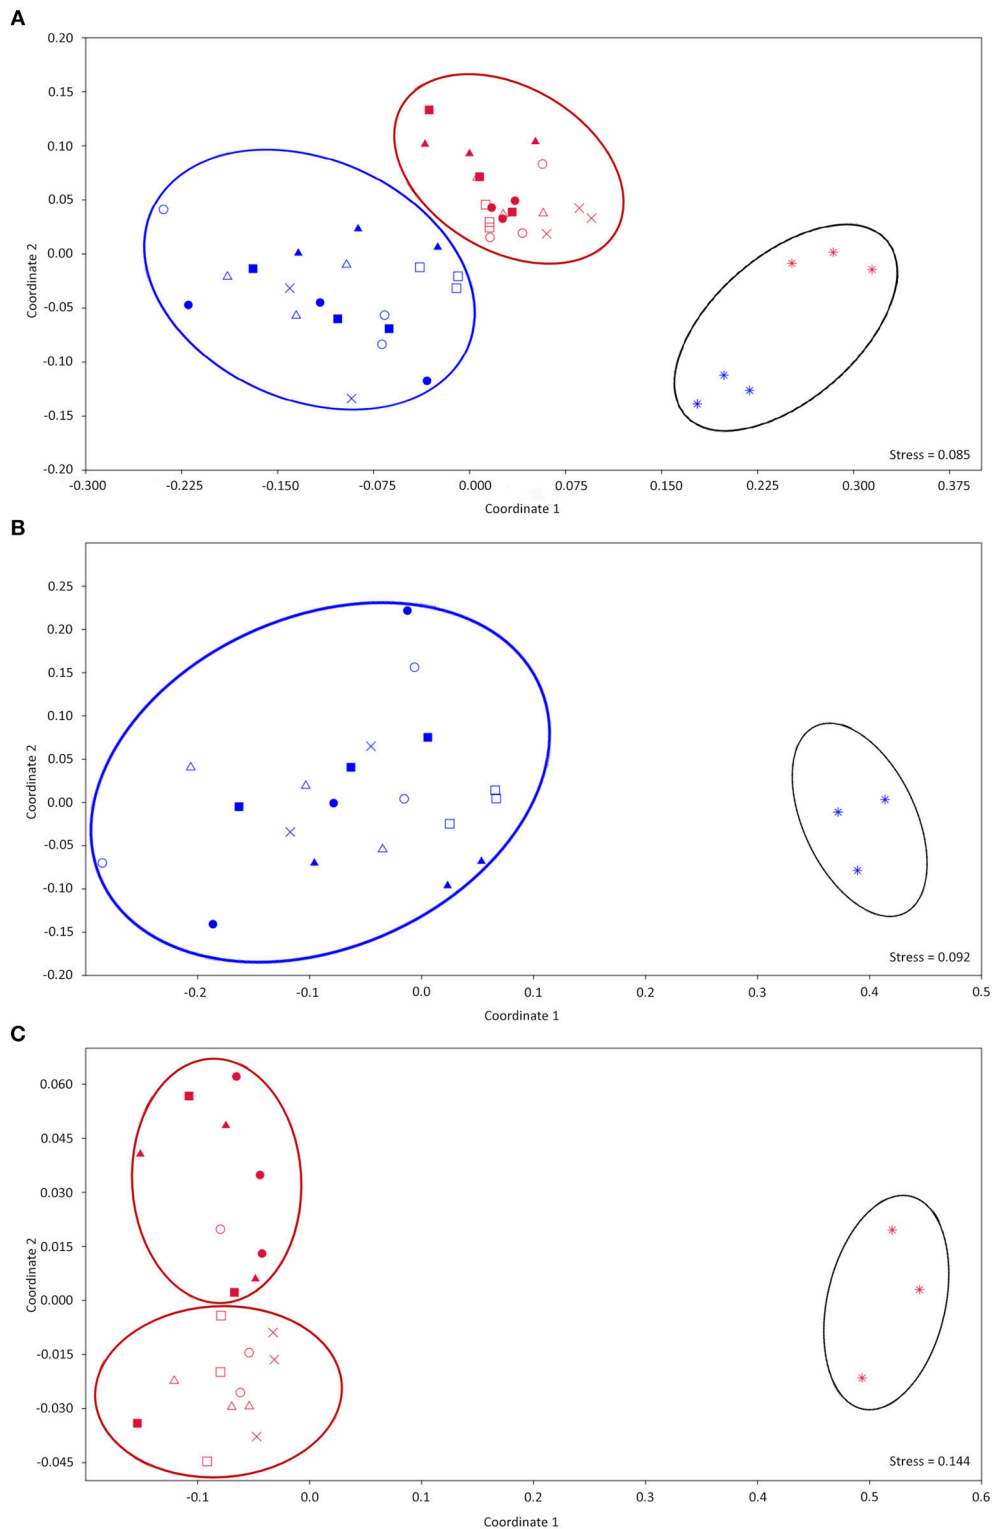 A
0.20
0.15
0.10
0.05
0.00
-0.05
-0.10
-0.15
-0.20
Coordinate 2
Stress = 0.085
-0.300 -0.225 -0.150 -0.075 0.000 0.075 0.150 0.225 0.300 0.375
Coordinate 1
B
0.25
0.20
0.15
0.10
0.05
0.00
-0.05
-0.10
-0.15
-0.20
Coordinate 2
Stress = 0.092
-0.2 -0.1 0.0 0.1 0.2 0.3 0.4 0.5
Coordinate 1
C
0.060
0.045
0.030
0.015
0.000
-0.015
-0.030
-0.045
Coordinate 2
Stress = 0.144
-0.1 0.0 0.1 0.2 0.3 0.4 0.5 0.6
Coordinate 1